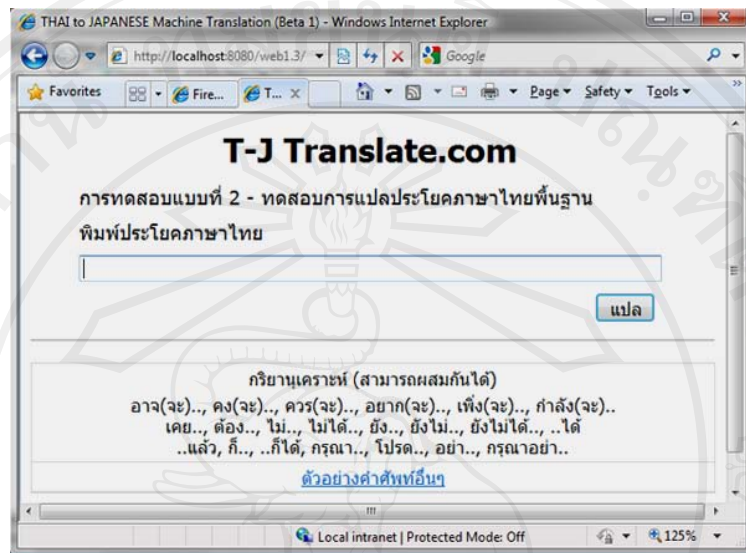 THAI to JAPANESE Machine Translation (Beta 1) - Windows Internet Explorer
http://localhost:8080/web1.3/
Google
Favorites
Fire...
T...
Page
Safety
Tools
T-J Translate.com
การทดสอบแบบที่ 2 - ทดสอบการแปลประโยคภาษาไทยพื้นฐาน
พิมพ์ประโยคภาษาไทย
แปล
กริยานุเคราะห์ (สามารถผสมกันได้)
อาจ(จะ).., คง(จะ).., ควร(จะ).., อยาก(จะ).., เพิ่ง(จะ).., กำลัง(จะ)..
เคย.., ต้อง.., ไม่.., ไม่ได้.., ยัง.., ยังไม่.., ยังไม่ได้.., ..ได้
..แล้ว, ก็.., ..ก็ได้, กรุณา.., โปรด.., อย่า.., กรุณาอย่า..
ตัวอย่างคำศัพท์อื่นๆ
Local intranet | Protected Mode: Off
125%